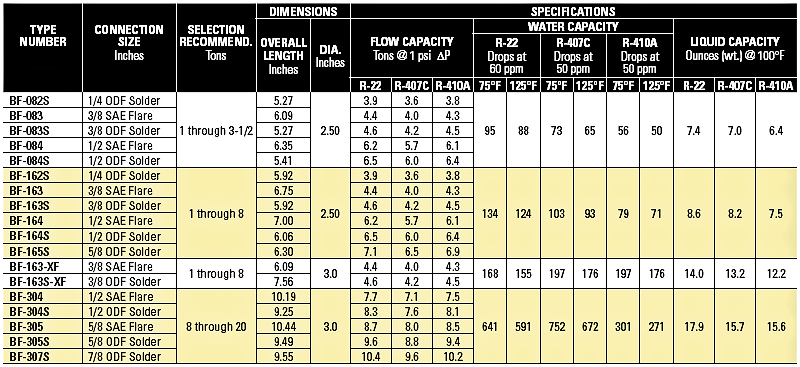 DIMENSIONS SPECIFICATIONS
WATER CAPACITY
TYPE NUMBER CONNECTION SIZE Inches SELECTION RECOMMEND. Tons OVERALL LENGTH Inches DIA. Inches FLOW CAPACITY Tons @ 1 psi ΔP R-22 Drops at 60 ppm R-407C Drops at 50 ppm R-410A Drops at 50 ppm LIQUID CAPACITY Ounces (wt.) @ 100°F
R-22 R-407C R-410A 75°F 125°F 75°F 125°F 75°F 125°F R-22 R-407C R-410A
BF-082S 1/4 ODF Solder 5.27 3.9 3.6 3.8
BF-083 3/8 SAE Flare 6.09 4.4 4.0 4.3
BF-083S 3/8 ODF Solder 1 through 3-1/2 5.27 2.50 4.6 4.2 4.5 95 88 73 65 56 50 7.4 7.0 6.4
BF-084 1/2 SAE Flare 6.35 6.2 5.7 6.1
BF-084S 1/2 ODF Solder 5.41 6.5 6.0 6.4
BF-162S 1/4 ODF Solder 5.92 3.9 3.6 3.8
BF-163 3/8 SAE Flare 6.75 4.4 4.0 4.3
BF-163S 3/8 ODF Solder 5.92 4.6 4.2 4.5
BF-164 1/2 SAE Flare 1 through 8 7.00 2.50 6.2 5.7 6.1 134 124 103 93 79 71 8.6 8.2 7.5
BF-164S 1/2 ODF Solder 6.06 6.5 6.0 6.4
BF-165S 5/8 ODF Solder 6.30 7.1 6.5 6.9
BF-163-XF 3/8 SAE Flare 1 through 8 6.09 3.0 4.4 4.0 4.3 168 155 197 176 197 176 14.0 13.2 12.2
BF-163S-XF 3/8 ODF Solder 7.56 4.6 4.2 4.5
BF-304 1/2 SAE Flare 10.19 7.7 7.1 7.5
BF-304S 1/2 ODF Solder 9.25 8.3 7.6 8.1
BF-305 5/8 SAE Flare 8 through 20 10.44 3.0 8.7 8.0 8.5 641 591 752 672 301 271 17.9 15.7 15.6
BF-305S 5/8 ODF Solder 9.49 9.6 8.8 9.4
BF-307S 7/8 ODF Solder 9.55 10.4 9.6 10.2